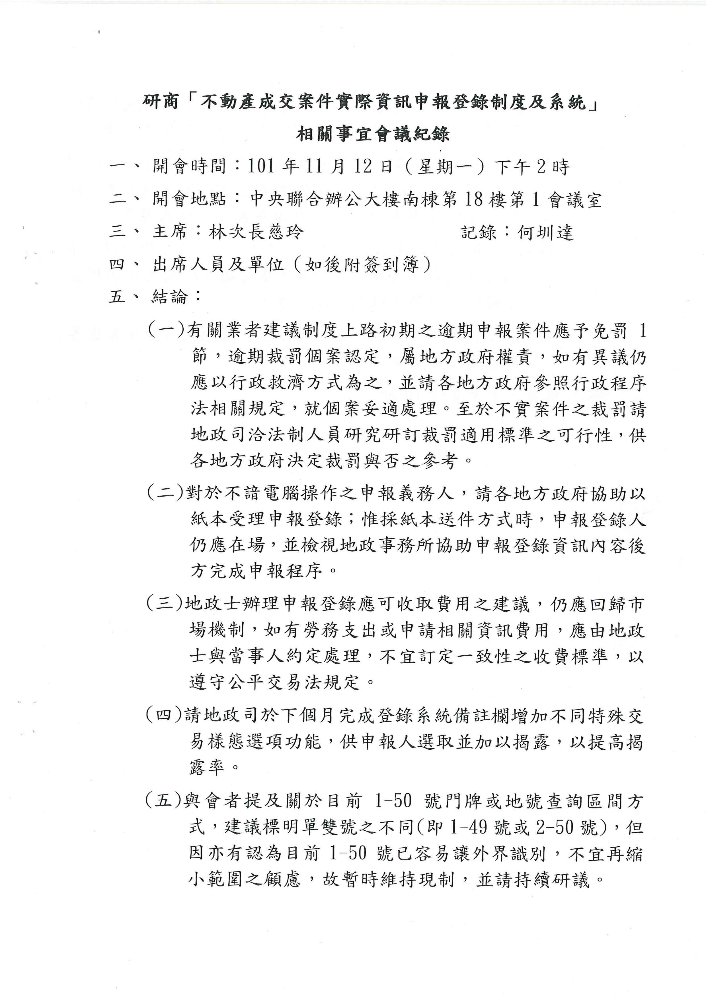 研商「不動產成交案件實際資訊申報登錄制度及系統」
相關事宜會議紀錄
一、開會時間：101 年 11 月 12 日（星期一）下午 2 時
二、開會地點：中央聯合辦公大樓南棟第 18 樓第 1 會議室
三、主席：林次長慈玲　　記錄：何圳達
四、出席人員及單位（如後附簽到簿）
五、結論：
(一)有關業者建議制度上路初期之逾期申報案件應予免罰 1
節，逾期裁罰個案認定，屬地方政府權責，如有異議仍
應以行政救濟方式為之，並請各地方政府參照行政程序
法相關規定，就個案妥適處理。至於不實案件之裁罰請
地政司洽法制人員研究研訂裁罰適用標準之可行性，供
各地方政府決定裁罰與否之參考。
(二)對於不諳電腦操作之申報義務人，請各地方政府協助以
紙本受理申報登錄；惟採紙本送件方式時，申報登錄人
仍應在場，並檢視地政事務所協助申報登錄資訊內容後
方完成申報程序。
(三)地政士辦理申報登錄應可收取費用之建議，仍應回歸市
場機制，如有勞務支出或申請相關資訊費用，應由地政
士與當事人約定處理，不宜訂定一致性之收費標準，以
遵守公平交易法規定。
(四)請地政司於下個月完成登錄系統備註欄增加不同特殊交
易樣態選項功能，供申報人選取並加以揭露，以提高揭
露率。
(五)與會者提及關於目前 1-50 號門牌或地號查詢區間方
式，建議標明單雙號之不同(即 1-49 號或 2-50 號)，但
因亦有認為目前 1-50 號已容易讓外界識別，不宜再縮
小範圍之顧慮，故暫時維持現制，並請持續研議。